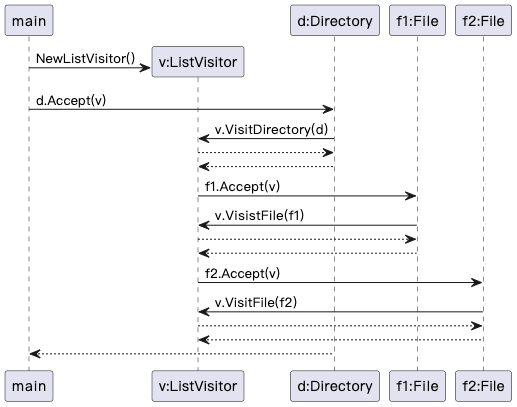 main
d:Directory
f1:File
f2:File
NewListVisitor()
v:ListVisitor
d.Accept(v)
v.VisitDirectory(d)
f1.Accept(v)
v.VisistFile(f1)
f2.Accept(v)
v.VisitFile(f2)
main
v:ListVisitor
d:Directory
f1:File
f2:File